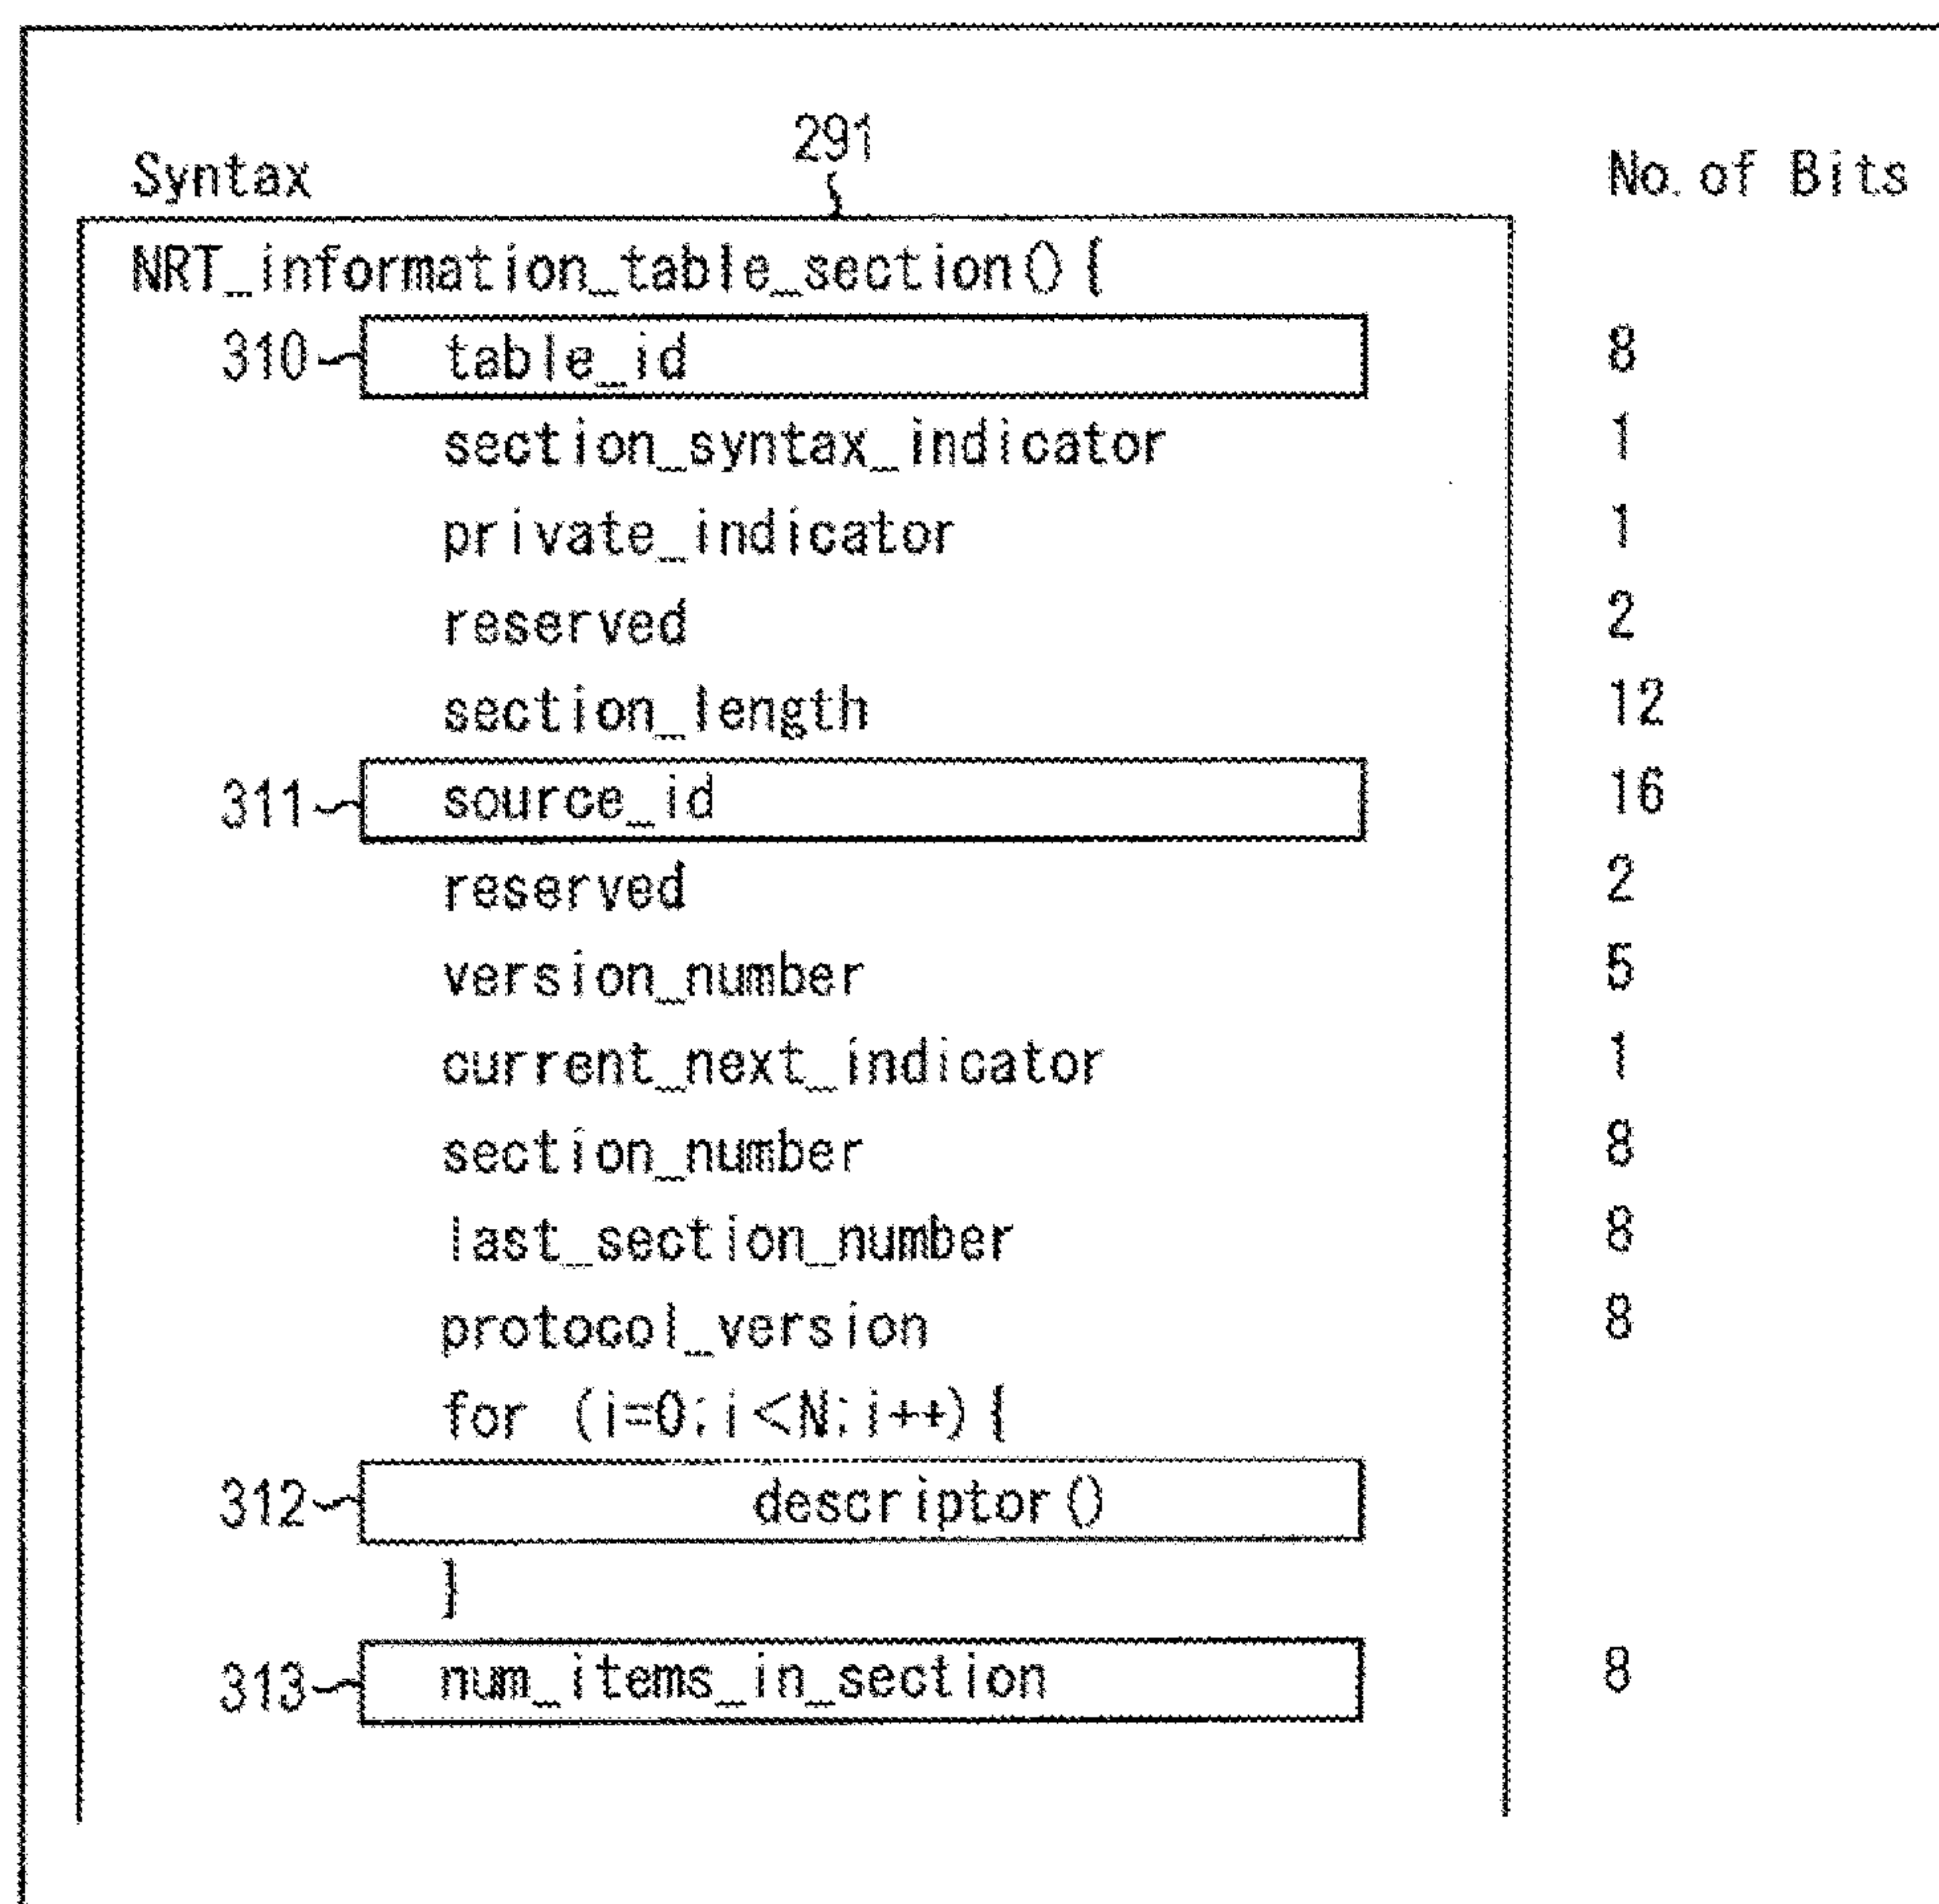 291
Syntax No. of Bits
NRT_information_table_section() {
310 table_id 8
section_syntax_indicator 1
private_indicator 1
reserved 2
section_length 12
311 source_id 16
reserved 2
version_number 5
current_next_indicator 1
section_number 8
last_section_number 8
protocol_version 8
for (i=0;i<N;i++) {
312 descriptor()
}
313 num_items_in_section 8